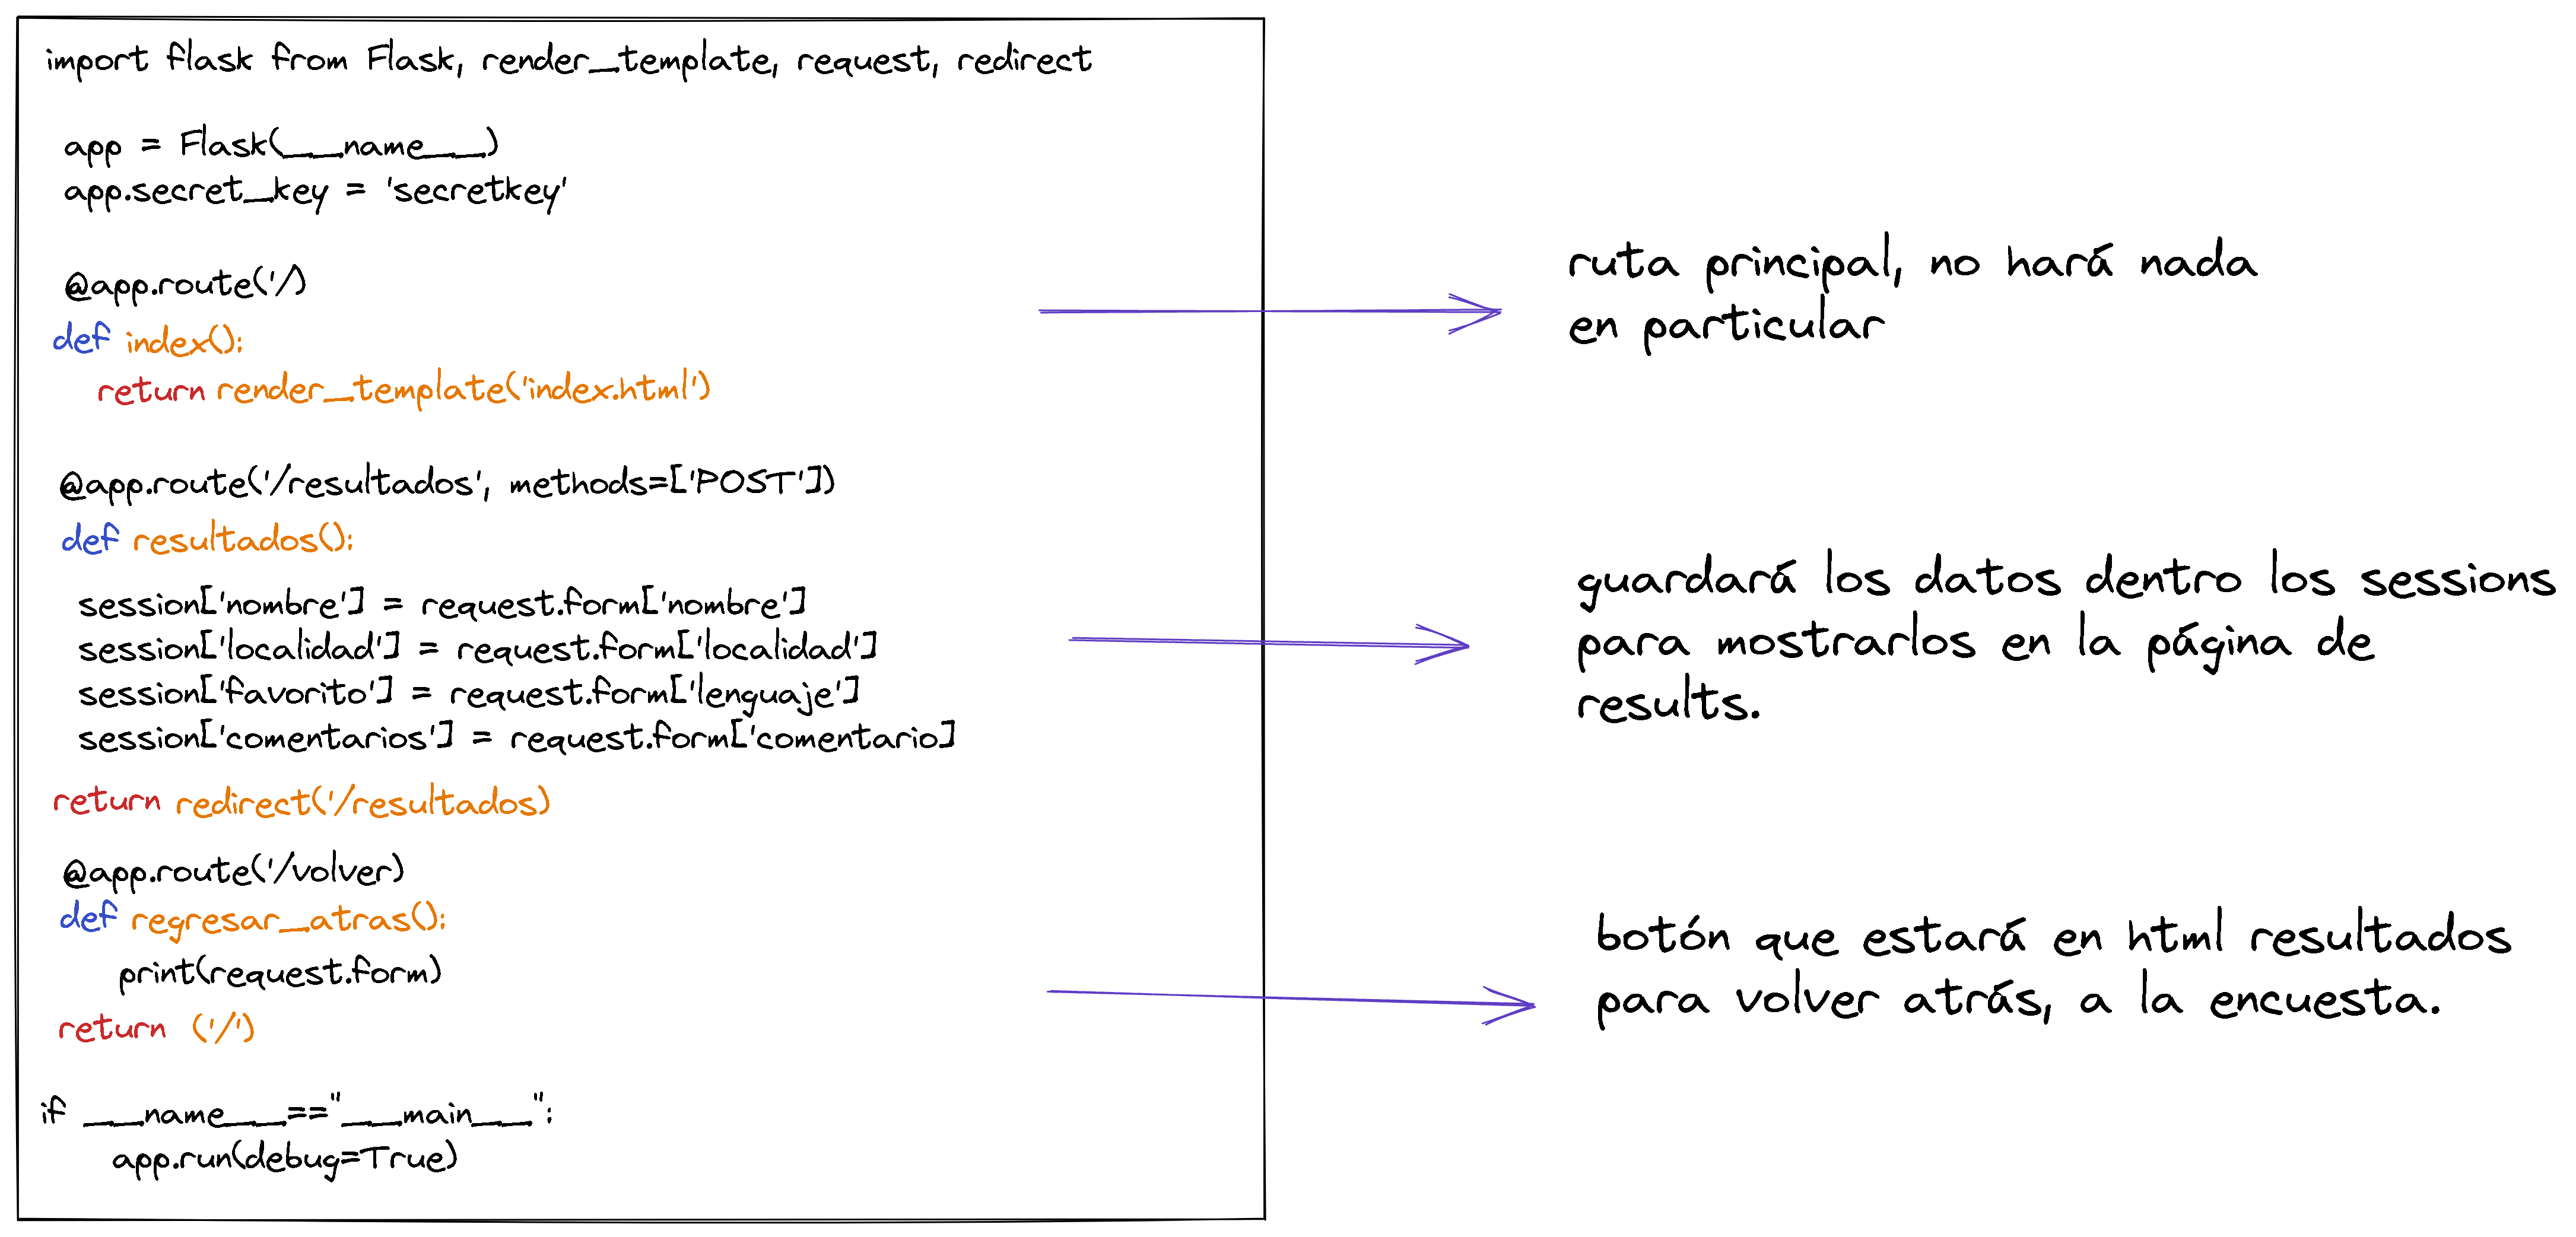 import flask from Flask, render_template, request, redirect
app = Flask(__name__)
app.secret_key = 'secretkey'
@app.route('/)
def index():
return render_template('index.html')
@app.route('/resultados', methods=['POST'])
def resultados():
session['nombre'] = request.form['nombre']
session['localidad'] = request.form['localidad']
session['favorito'] = request.form['lenguaje']
session['comentarios'] = request.form['comentario]
return redirect('/resultados)
@app.route('/volver)
def regresar_atras():
print(request.form)
return ('/')
if __name__=="__main__":
app.run(debug=True)
ruta principal, no hará nada
en particular
guardará los datos dentro los sessions
para mostrarlos en la página de
results.
botón que estará en html resultados
para volver atrás, a la encuesta.